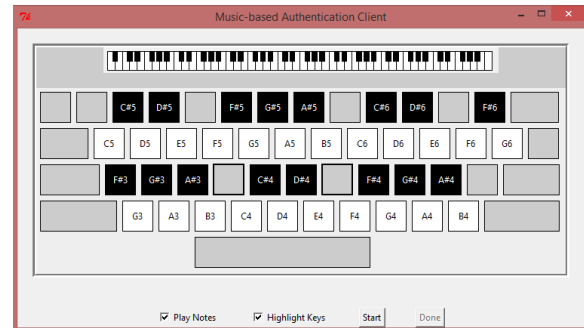 Music-based Authentication Client
C#5 D#5 F#5 G#5 A#5 C#6 D#6 F#6
C5 D5 E5 F5 G5 A5 B5 C6 D6 E6 F6 G6
F#3 G#3 A#3 C#4 D#4 F#4 G#4 A#4
G3 A3 B3 C4 D4 E4 F4 G4 A4 B4
Play Notes Highlight Keys Start Done